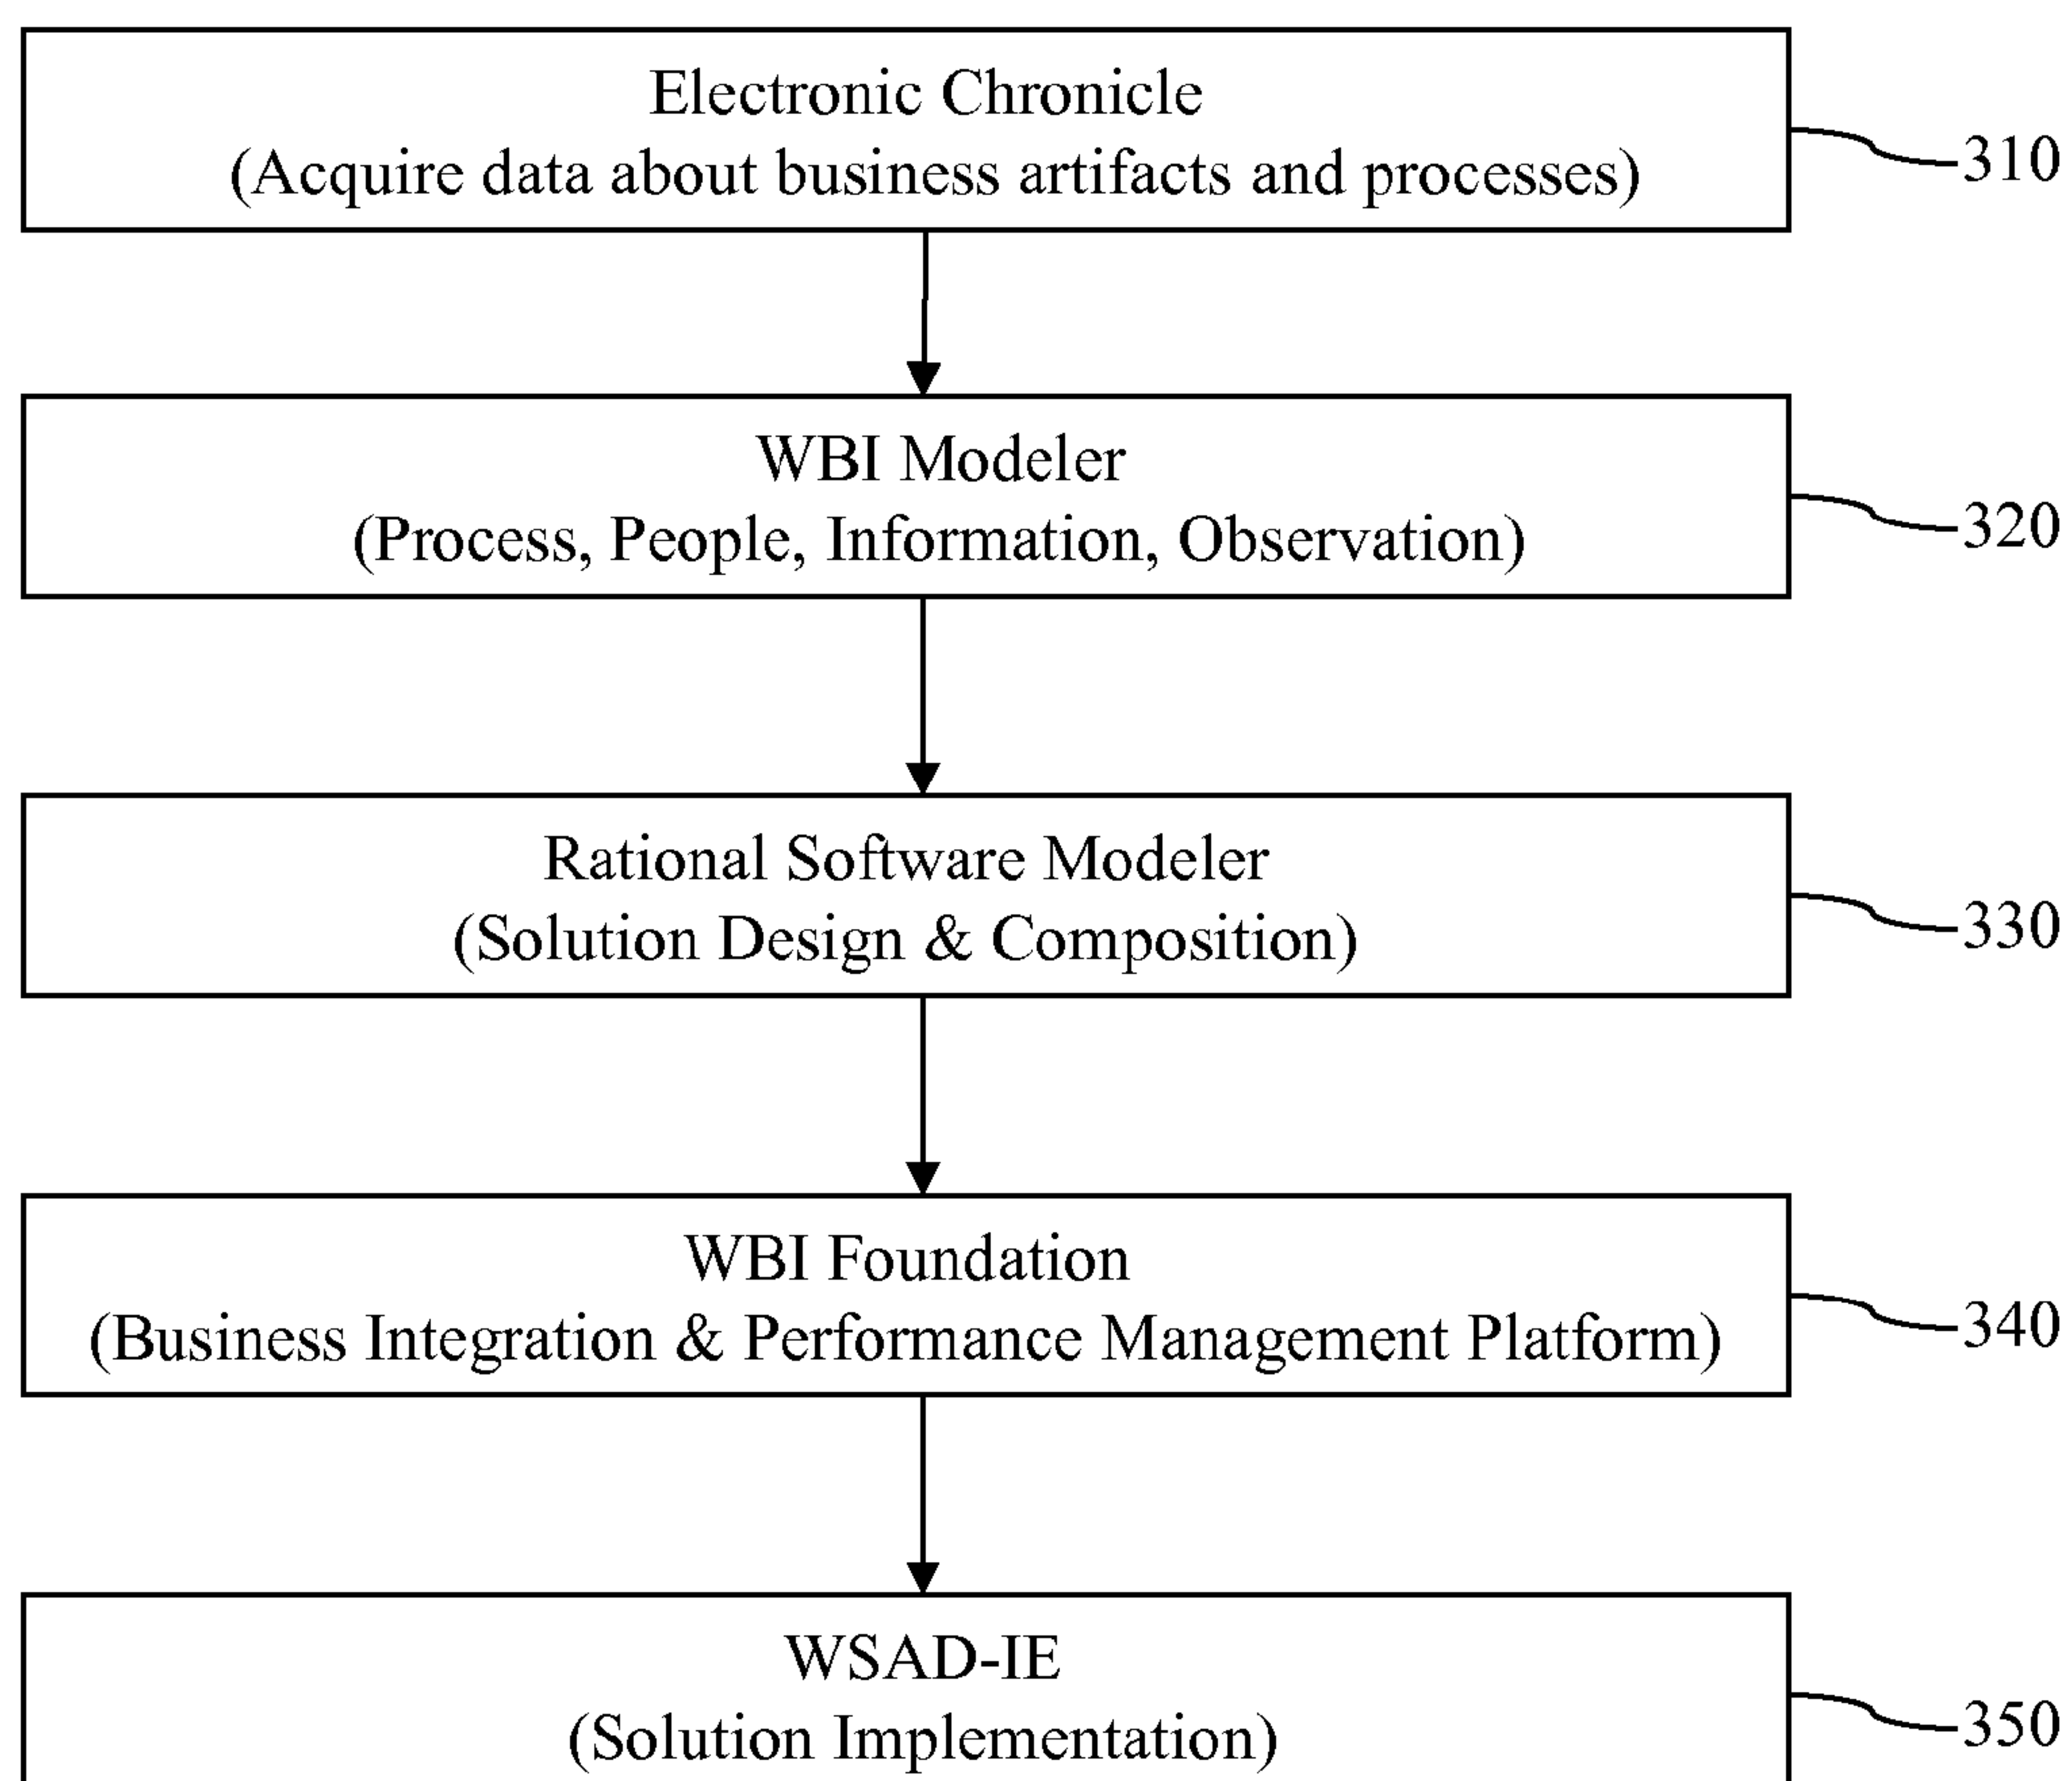 Electronic Chronicle
(Acquire data about business artifacts and processes)
310
WBI Modeler
(Process, People, Information, Observation)
320
Rational Software Modeler
(Solution Design & Composition)
330
WBI Foundation
(Business Integration & Performance Management Platform)
340
WSAD-IE
(Solution Implementation)
350